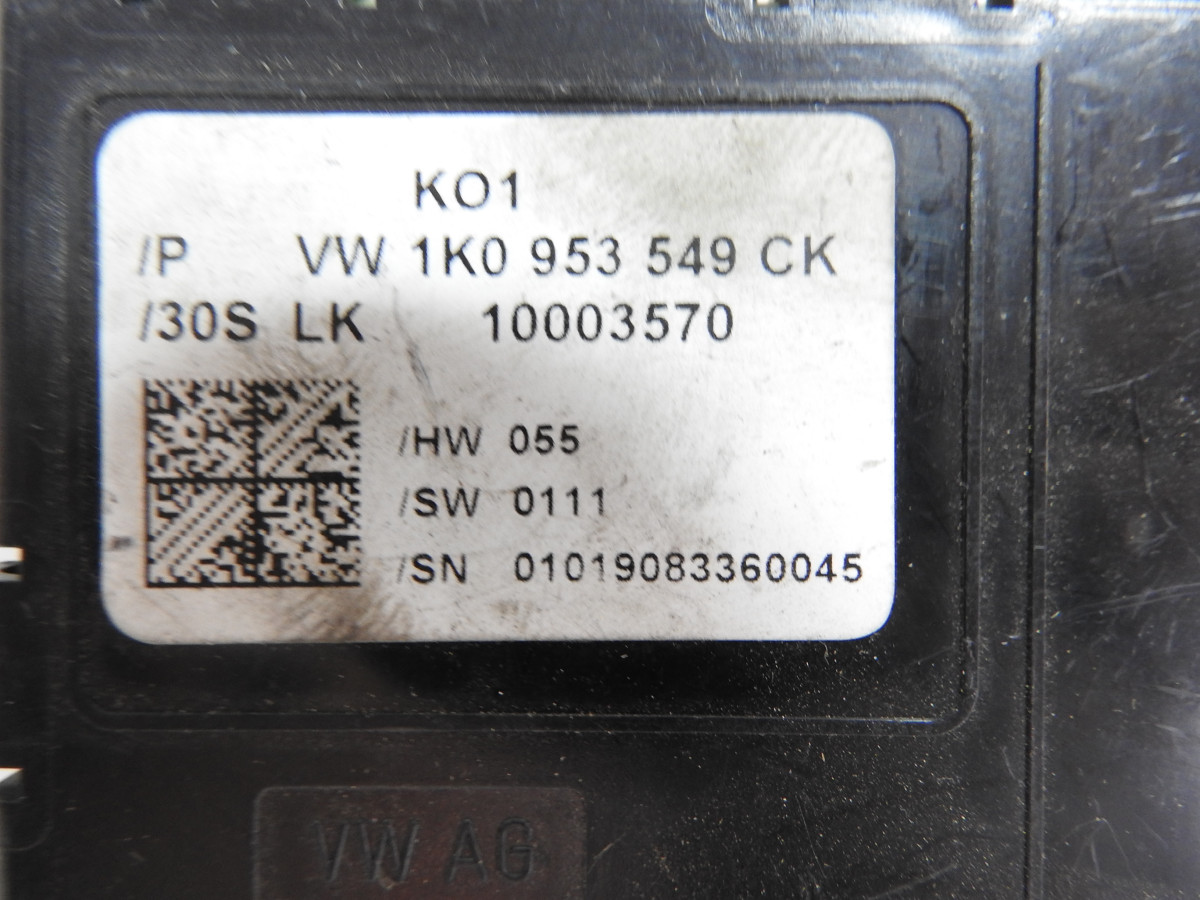 KO1
/P VW 1K0 953 549 CK
/30S LK 10003570
/HW 055
/SW 0111
/SN 01019083360045
VW AG